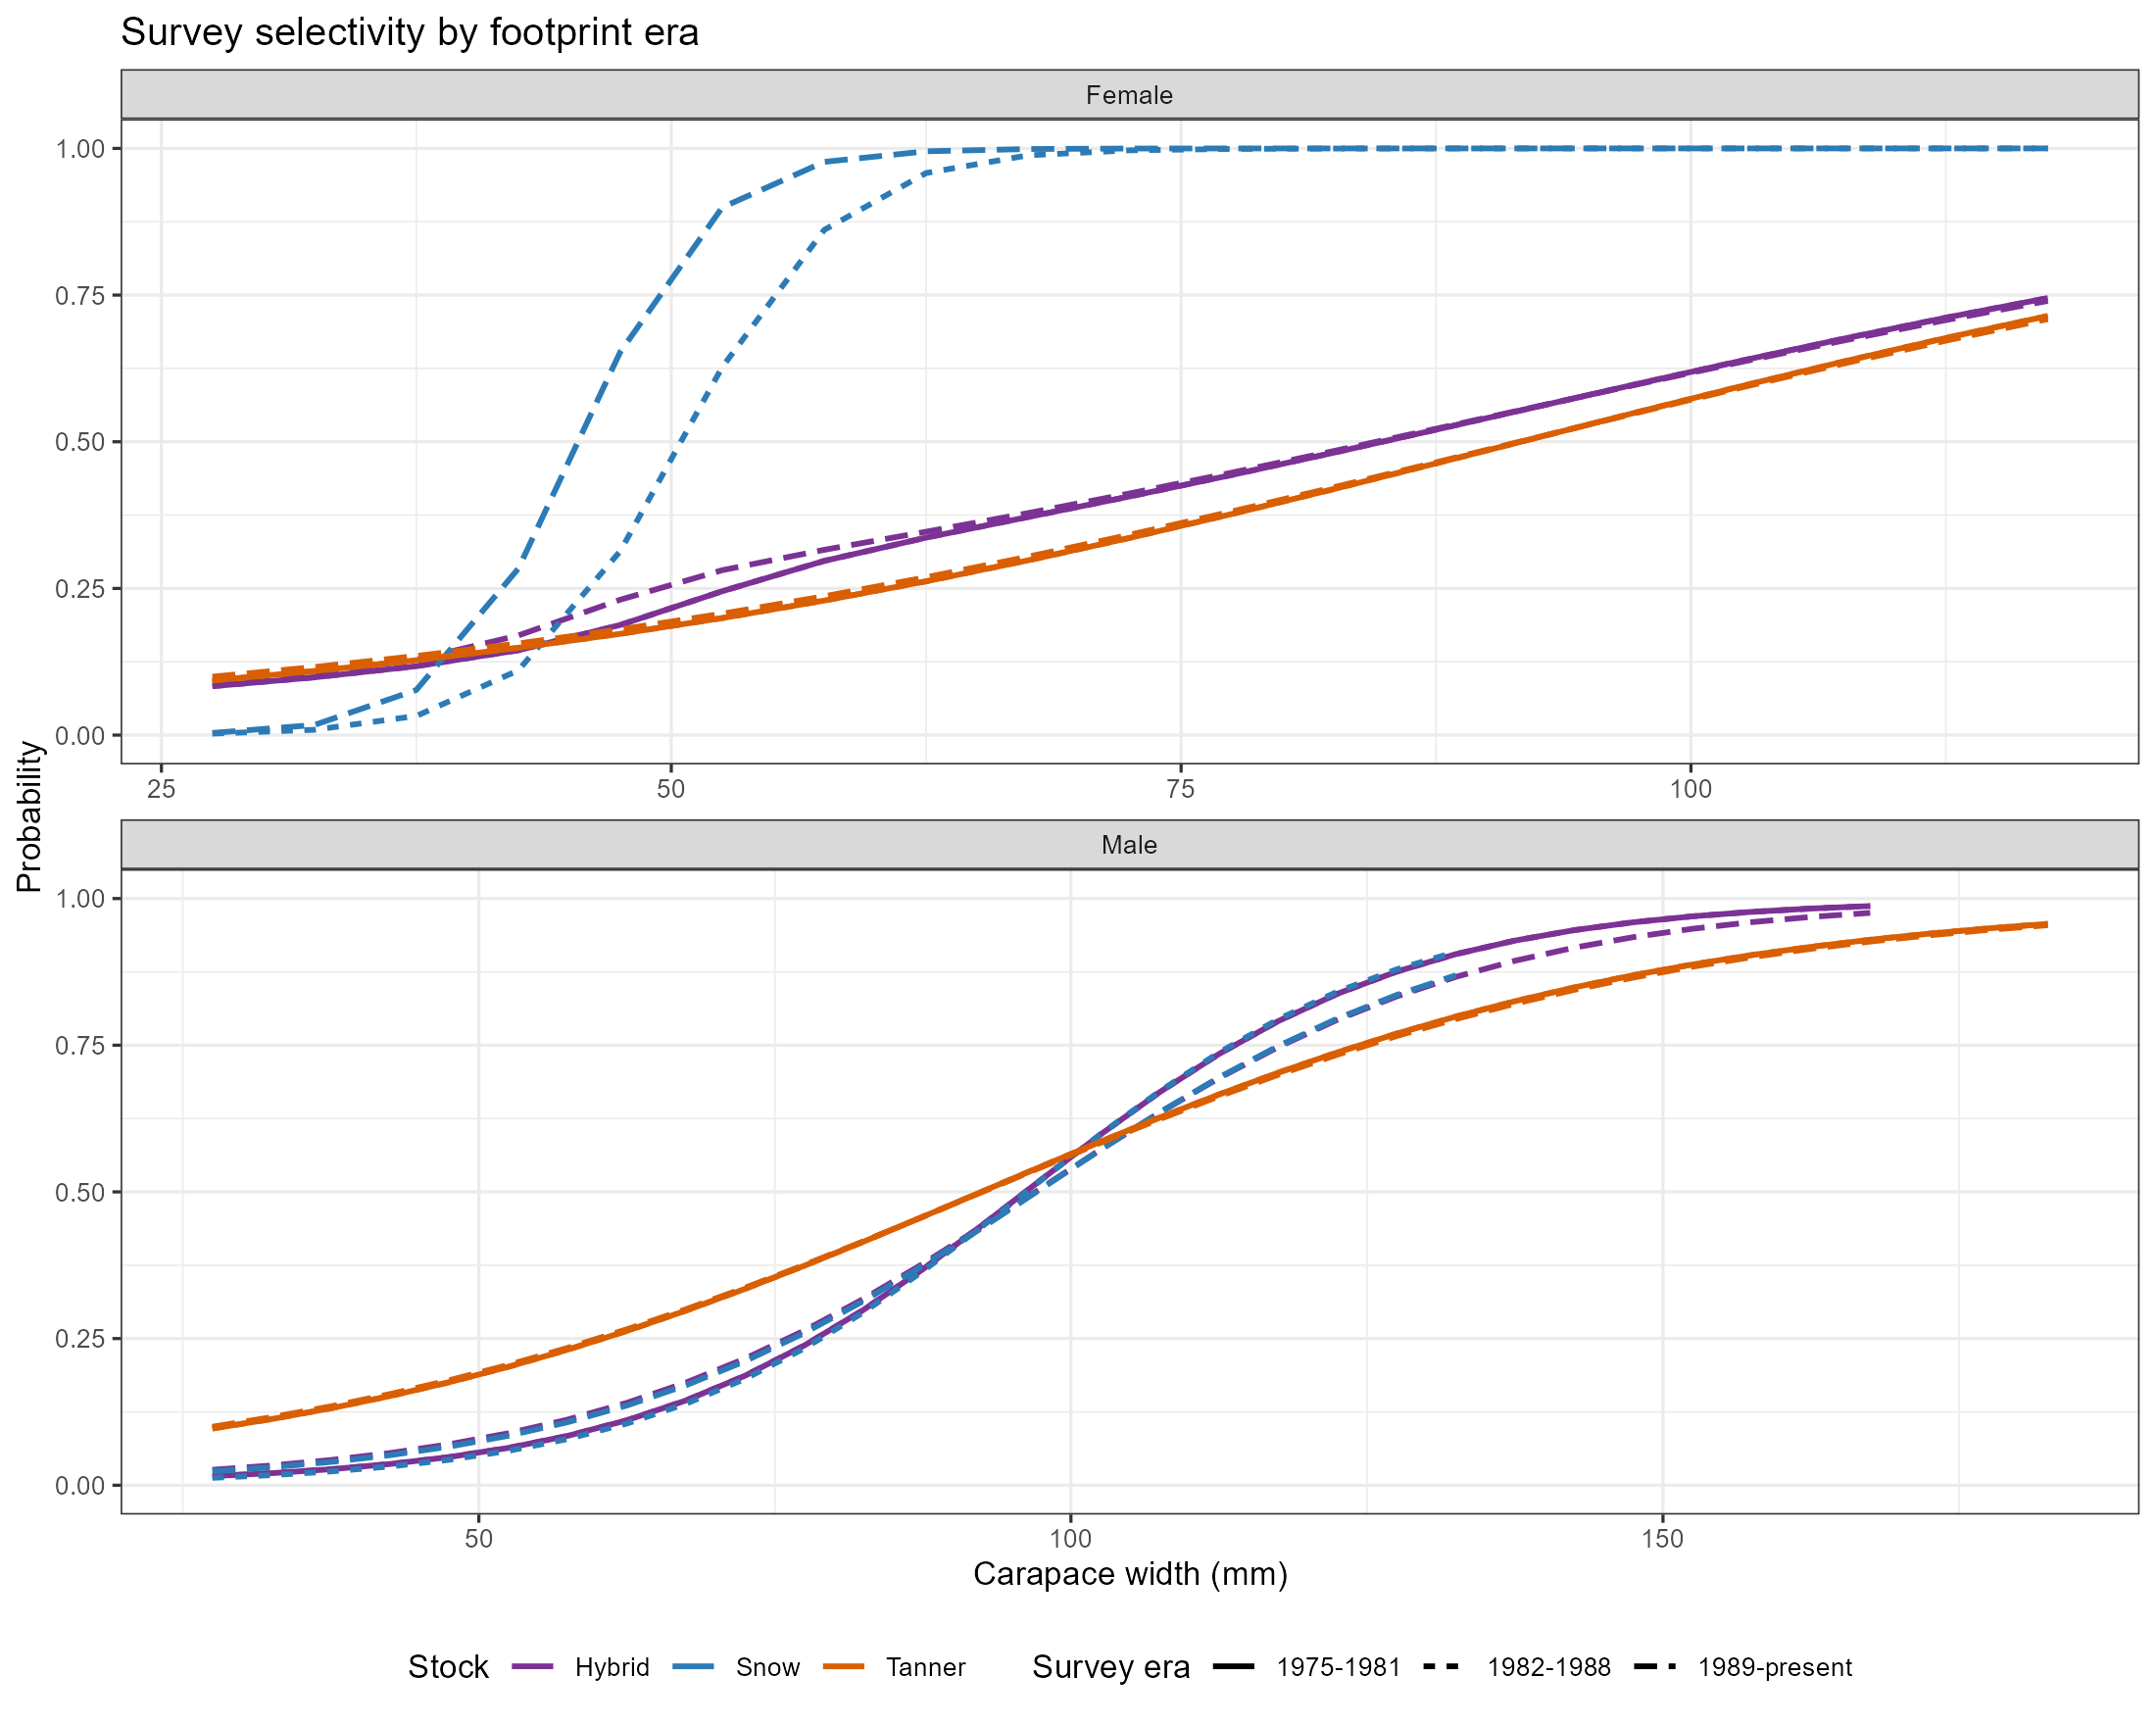 Survey selectivity by footprint era
Female
1.00
0.75
0.50
0.25
0.00
25 50 75 100
Probability
Male
1.00
0.75
0.50
0.25
0.00
50 100 150
Carapace width (mm)
Stock Hybrid Snow Tanner Survey era 1975-1981 1982-1988 1989-present